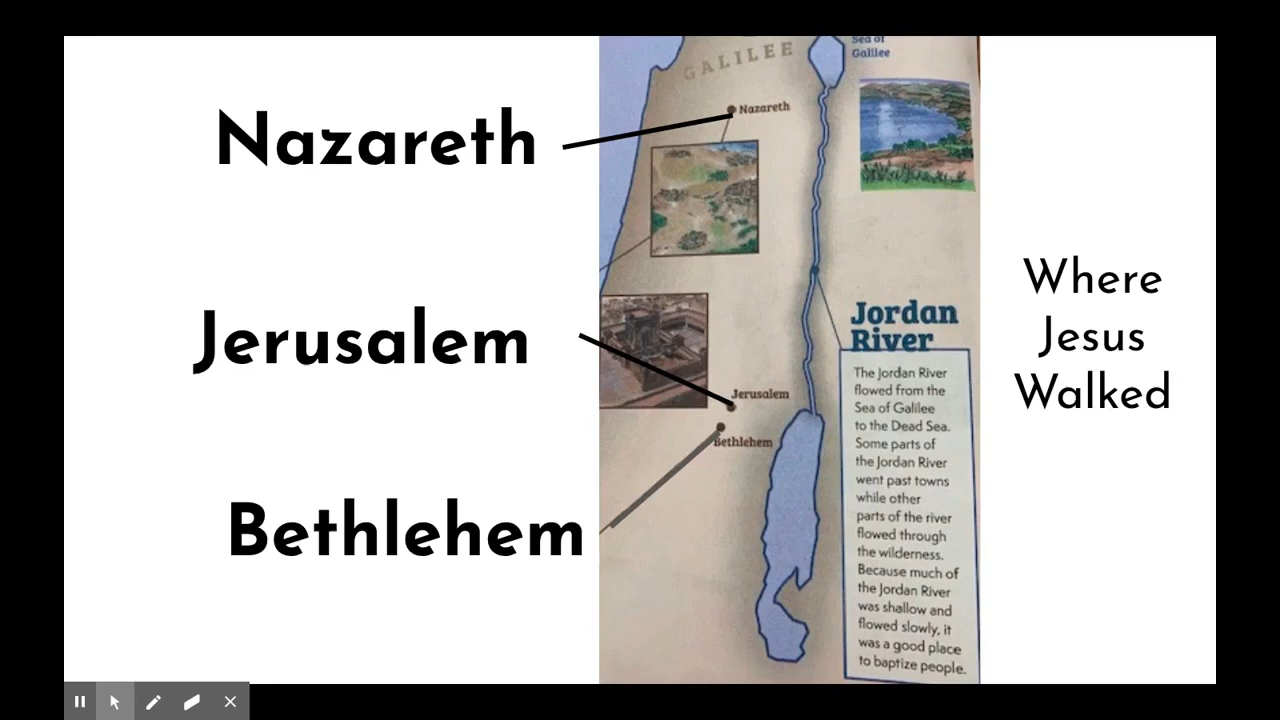 Nazareth
Jerusalem
Bethlehem
GALILEE
Sea of
Galilee
Nazareth
Jerusalem
Bethlehem
Jordan
River
The Jordan River
flowed from the
Sea of Galilee
to the Dead Sea.
Some parts of
the Jordan River
went past towns
while other
parts of the river
flowed through
the wilderness.
Because much of
the Jordan River
was shallow and
flowed slowly, it
was a good place
to baptize people.
Where
Jesus
Walked